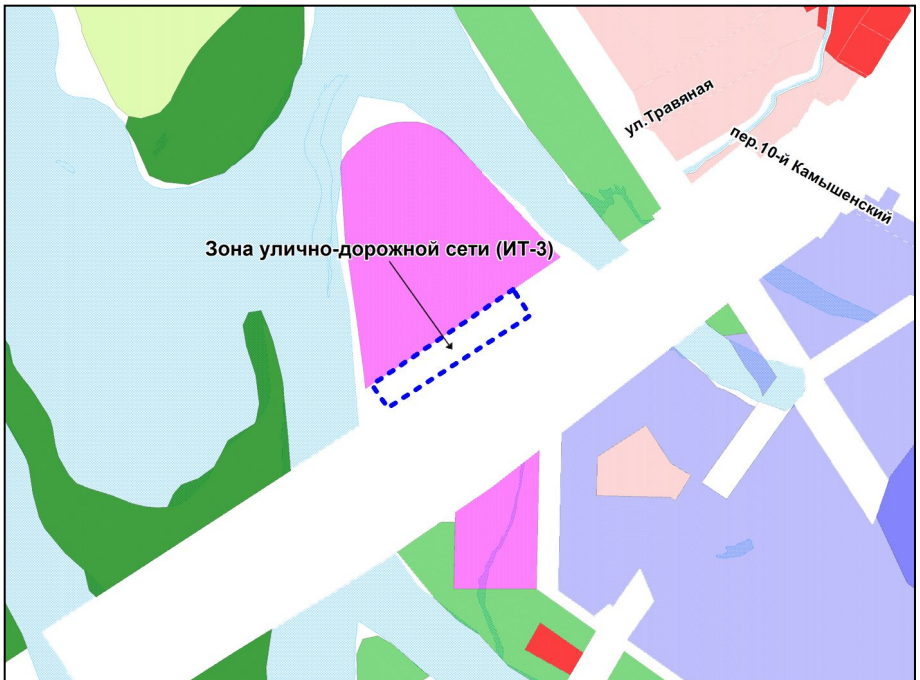 ул.Травяная
пер.10-й Камышенский
Зона улично-дорожной сети (ИТ-3)